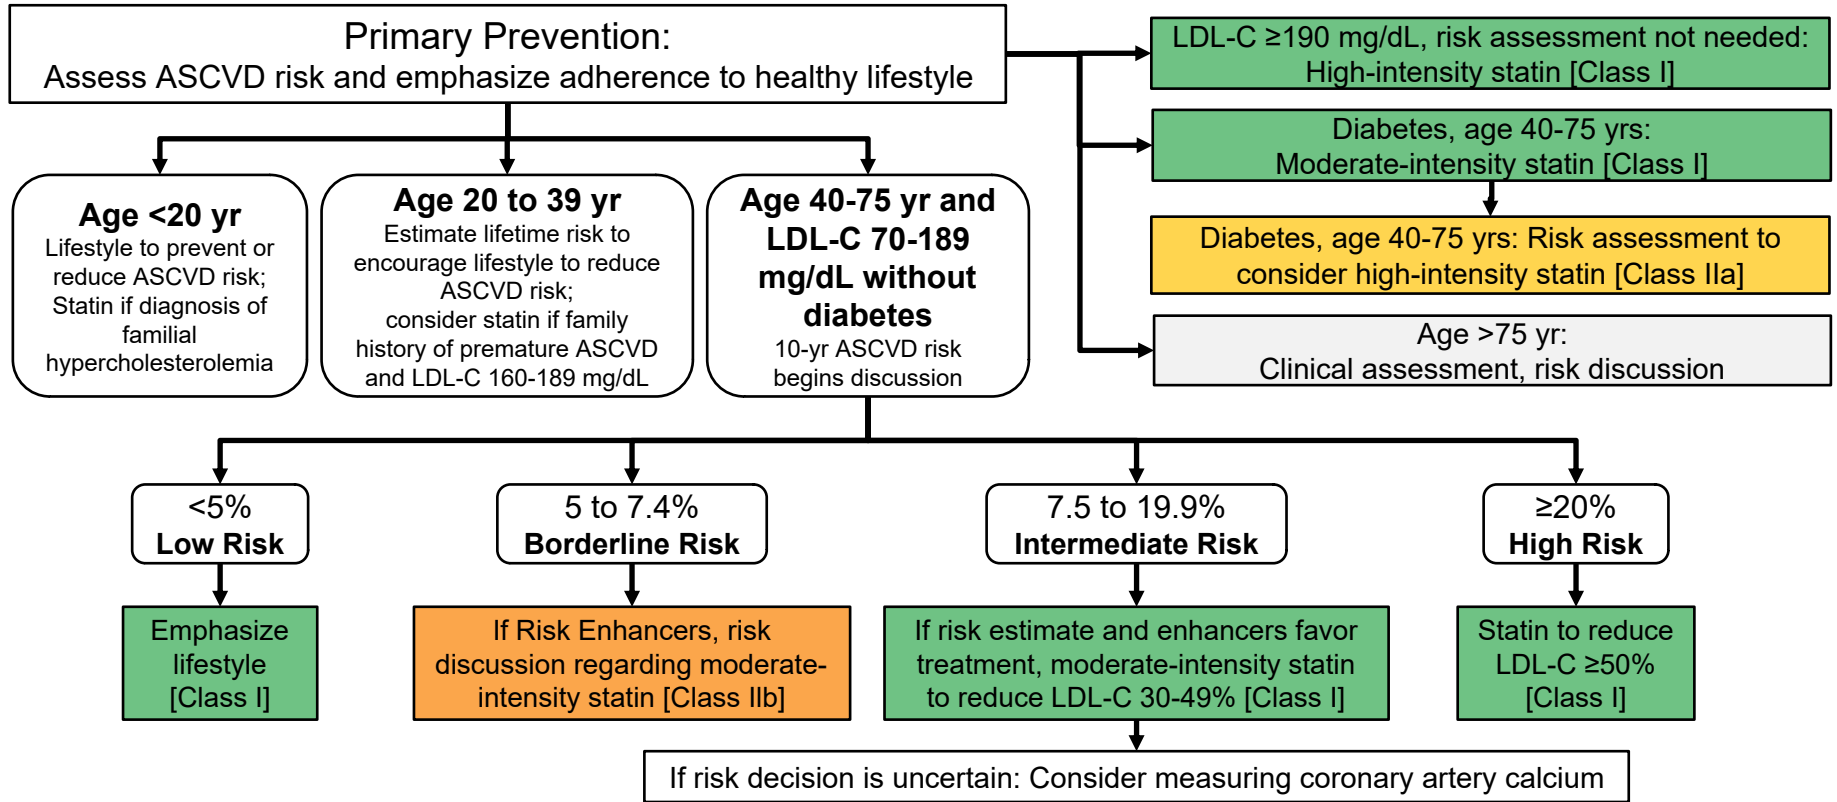 Primary Prevention:
Assess ASCVD risk and emphasize adherence to healthy lifestyle
LDL-C ≥190 mg/dL, risk assessment not needed:
High-intensity statin [Class I]
Diabetes, age 40-75 yrs:
Moderate-intensity statin [Class I]
Diabetes, age 40-75 yrs: Risk assessment to
consider high-intensity statin [Class IIa]
Age >75 yr:
Clinical assessment, risk discussion
Age <20 yr
Lifestyle to prevent or
reduce ASCVD risk;
Statin if diagnosis of
familial
hypercholesterolemia
Age 20 to 39 yr
Estimate lifetime risk to
encourage lifestyle to reduce
ASCVD risk;
consider statin if family
history of premature ASCVD
and LDL-C 160-189 mg/dL
Age 40-75 yr and
LDL-C 70-189
mg/dL without
diabetes
10-yr ASCVD risk
begins discussion
<5%
Low Risk
5 to 7.4%
Borderline Risk
7.5 to 19.9%
Intermediate Risk
≥20%
High Risk
Emphasize
lifestyle
[Class I]
If Risk Enhancers, risk
discussion regarding moderate-
intensity statin [Class IIb]
If risk estimate and enhancers favor
treatment, moderate-intensity statin
to reduce LDL-C 30-49% [Class I]
Statin to reduce
LDL-C ≥50%
[Class I]
If risk decision is uncertain: Consider measuring coronary artery calcium